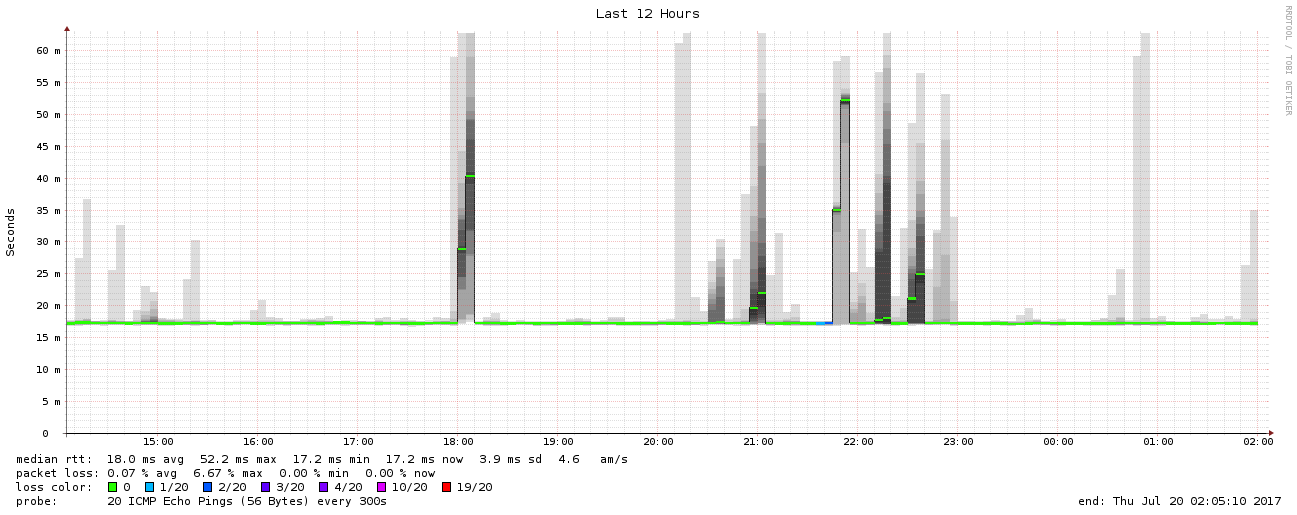 Last 12 Hours
RRDTOOL / TOBI OETIKER
Seconds
60 m
55 m
50 m
45 m
40 m
35 m
30 m
25 m
20 m
15 m
10 m
5 m
0
15:00 16:00 17:00 18:00 19:00 20:00 21:00 22:00 23:00 00:00 01:00 02:00
median rtt: 18.0 ms avg 52.2 ms max 17.2 ms min 17.2 ms now 3.9 ms sd 4.6 am/s
packet loss: 0.07 % avg 6.67 % max 0.00 % min 0.00 % now
loss color: 0 1/20 2/20 3/20 4/20 10/20 19/20
probe: 20 ICMP Echo Pings (56 Bytes) every 300s end: Thu Jul 20 02:05:10 2017